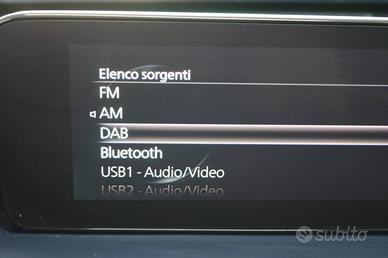 Elenco sorgenti
FM
AM
DAB
Bluetooth
USB1 - Audio/Video
USB2 - Audio/Video
subito